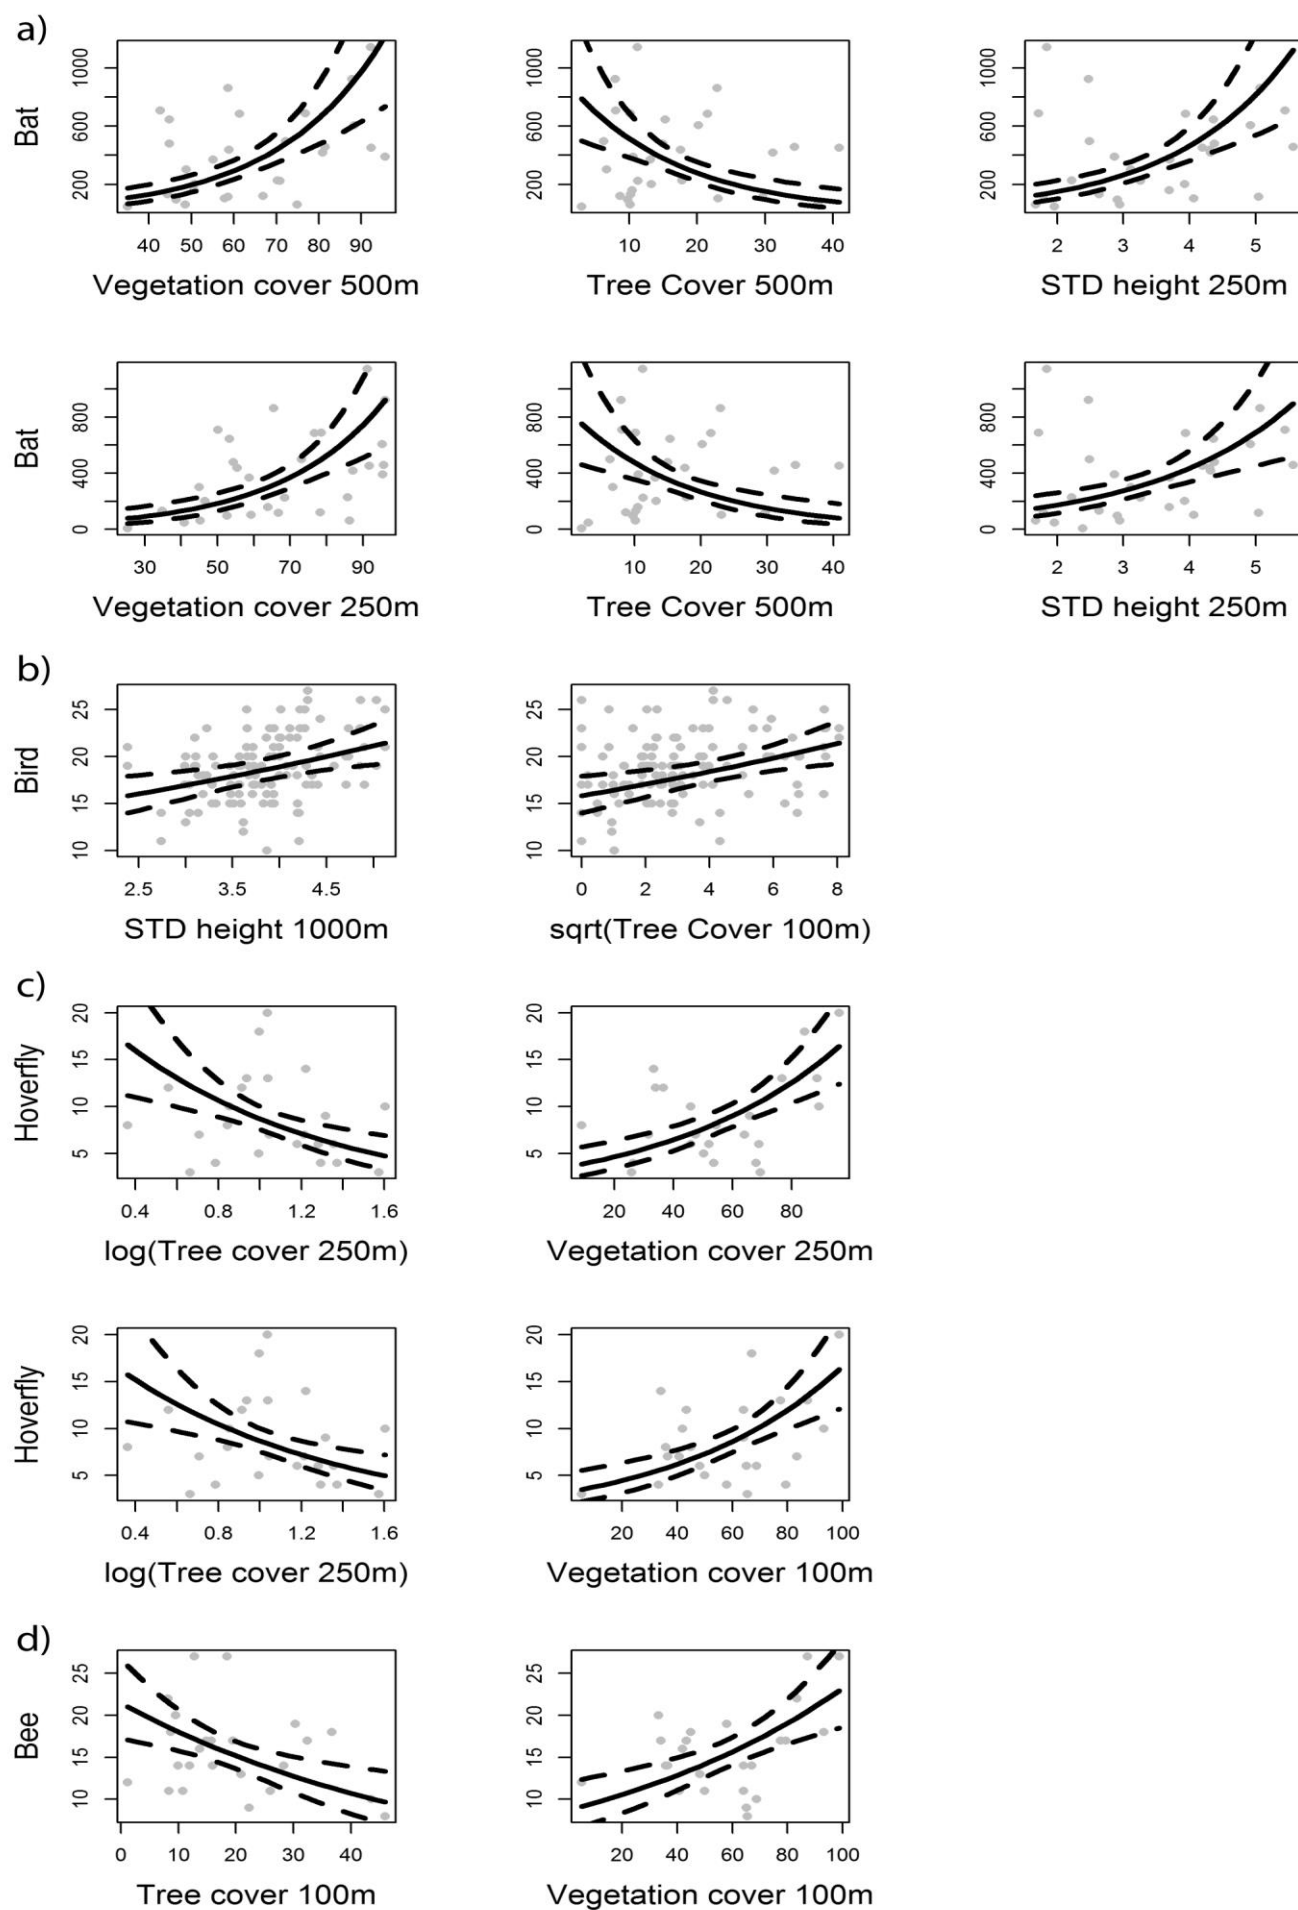 a)
Bat
200 600 1000
40 50 60 70 80 90
Vegetation cover 500m
200 600 1000
10 20 30 40
Tree Cover 500m
200 600 1000
2 3 4 5
STD height 250m
Bat
0 400 800
30 50 70 90
Vegetation cover 250m
0 400 800
10 20 30 40
Tree Cover 500m
0 400 800
2 3 4 5
STD height 250m
b)
Bird
10 15 20 25
2.5 3.5 4.5
STD height 1000m
10 15 20 25
0 2 4 6 8
sqrt(Tree Cover 100m)
c)
Hoverfly
5 10 15 20
0.4 0.8 1.2 1.6
log(Tree cover 250m)
5 10 15 20
20 40 60 80
Vegetation cover 250m
Hoverfly
5 10 15 20
0.4 0.8 1.2 1.6
log(Tree cover 250m)
5 10 15 20
20 40 60 80 100
Vegetation cover 100m
d)
Bee
10 15 20 25
0 10 20 30 40
Tree cover 100m
10 15 20 25
20 40 60 80 100
Vegetation cover 100m